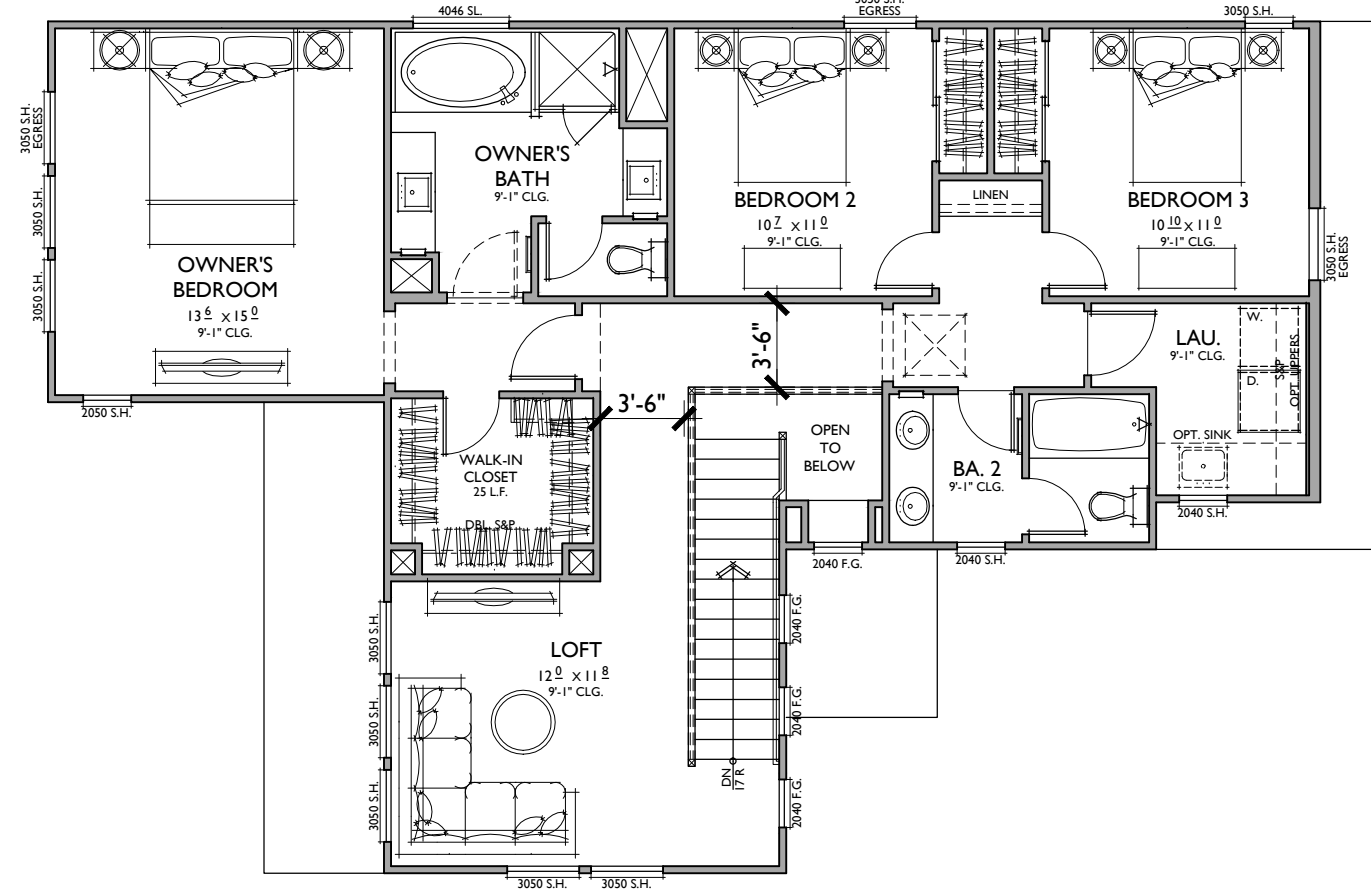 4046 SL.
3050 S.H.
EGRESS
3050 S.H.
3050 S.H.
EGRESS
3050 S.H.
3050 S.H.
2050 S.H.
OWNER'S
BEDROOM
13 6 x 15 0
9'-1" CLG.
OWNER'S
BATH
9'-1" CLG.
BEDROOM 2
10 7 x 11 0
9'-1" CLG.
LINEN
BEDROOM 3
10 10 x 11 0
9'-1" CLG.
3050 S.H.
EGRESS
3'-6"
3'-6"
LAU.
9'-1" CLG.
W.
D.
S&P
OPT. UPPERS
OPT. SINK
2040 S.H.
WALK-IN
CLOSET
25 L.F.
DBL S&P
OPEN
TO
BELOW
BA. 2
9'-1" CLG.
2040 F.G.
2040 S.H.
LOFT
12 0 x 11 8
9'-1" CLG.
3050 S.H.
3050 S.H.
3050 S.H.
2040 F.G.
2040 F.G.
2040 F.G.
DN
17 R
3050 S.H.
3050 S.H.